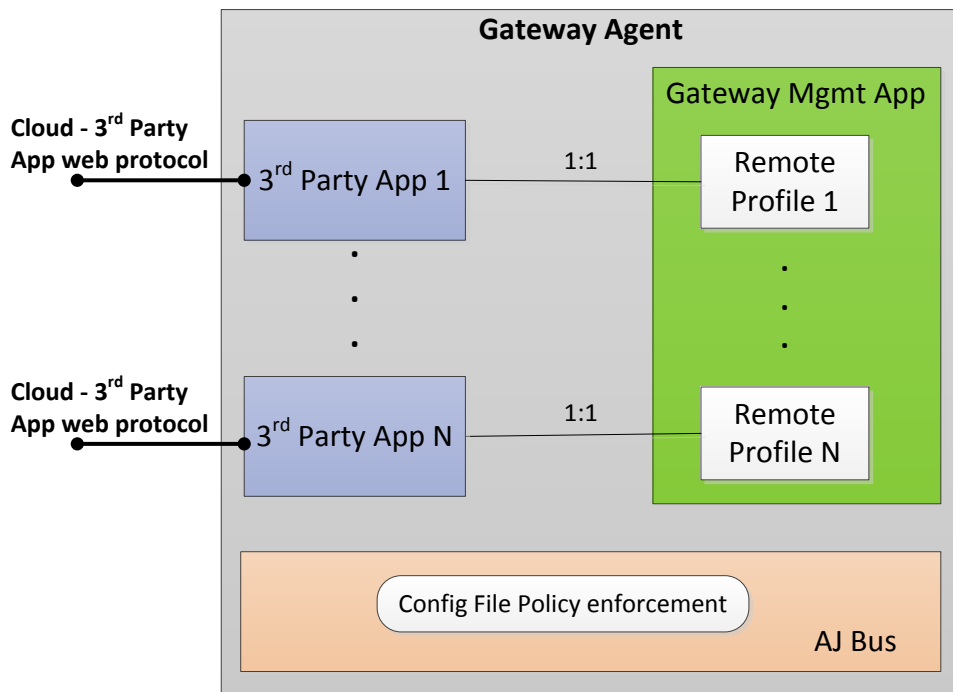 Gateway Agent
Gateway Mgmt App
Cloud - 3rd Party
App web protocol
3rd Party App 1
1:1
Remote
Profile 1
Cloud - 3rd Party
App web protocol
3rd Party App N
1:1
Remote
Profile N
Config File Policy enforcement
AJ Bus